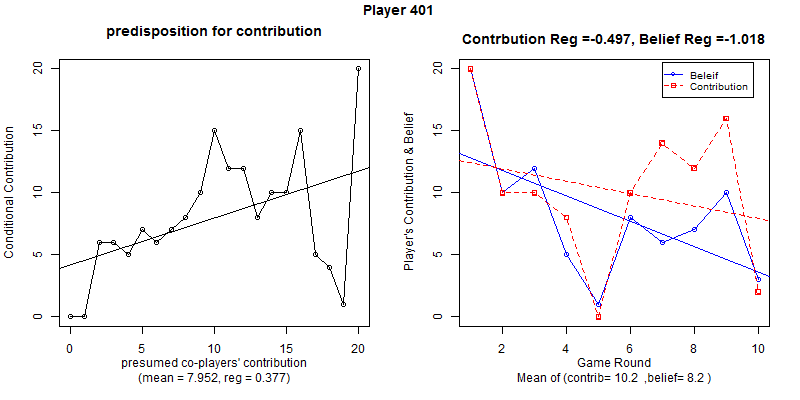 Player 401
predisposition for contribution
Conditional Contribution
20
15
10
5
0
0 5 10 15 20
presumed co-players' contribution
(mean = 7.952, reg = 0.377)
Contrbution Reg =-0.497, Belief Reg =-1.018
Player's Contribution & Belief
20
15
10
5
0
Beleif
Contribution
2 4 6 8 10
Game Round
Mean of (contrib= 10.2 ,belief= 8.2 )